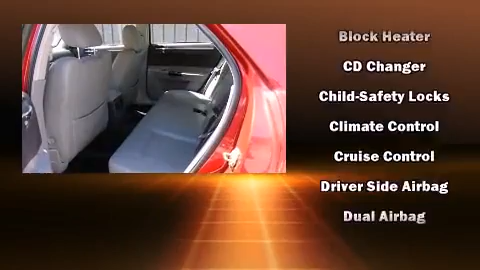 Block Heater
CD Changer
Child-Safety Locks
Climate Control
Cruise Control
Driver Side Airbag
Dual Airbag